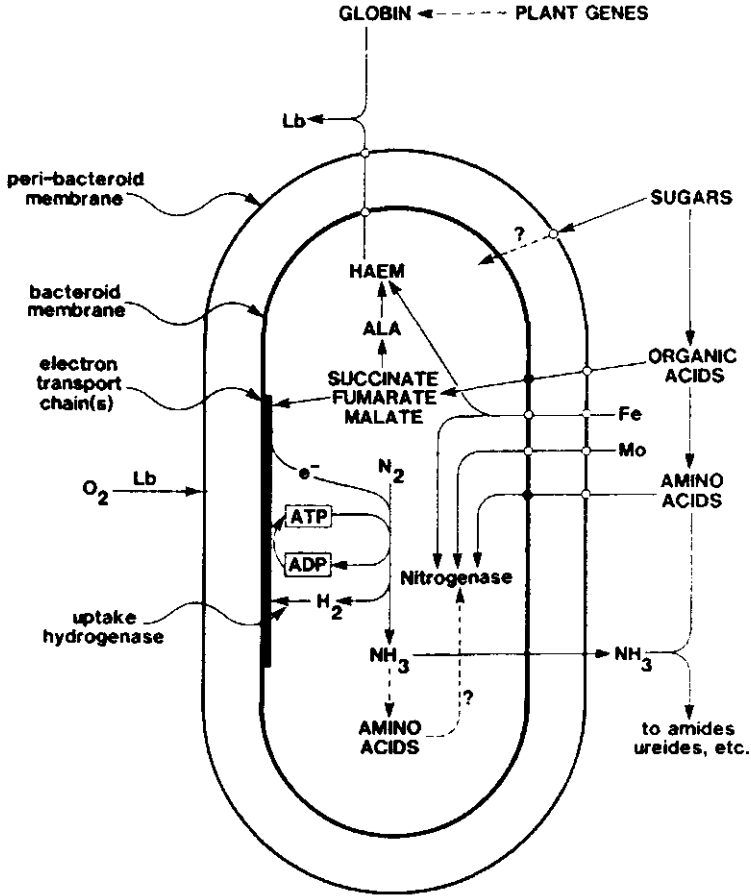 GLOBIN
PLANT GENES
Lb
peri-bacteroid
membrane
SUGARS
?
HAEM
bacteroid
membrane
ALA
electron
transport
chain(s)
SUCCINATE
FUMARATE
MALATE
ORGANIC
ACIDS
Fe
Mo
e⁻
N₂
O₂
Lb
AMINO
ACIDS
ATP
ADP
Nitrogenase
H₂
uptake
hydrogenase
NH₃
NH₃
?
AMINO
ACIDS
to amides
ureides, etc.